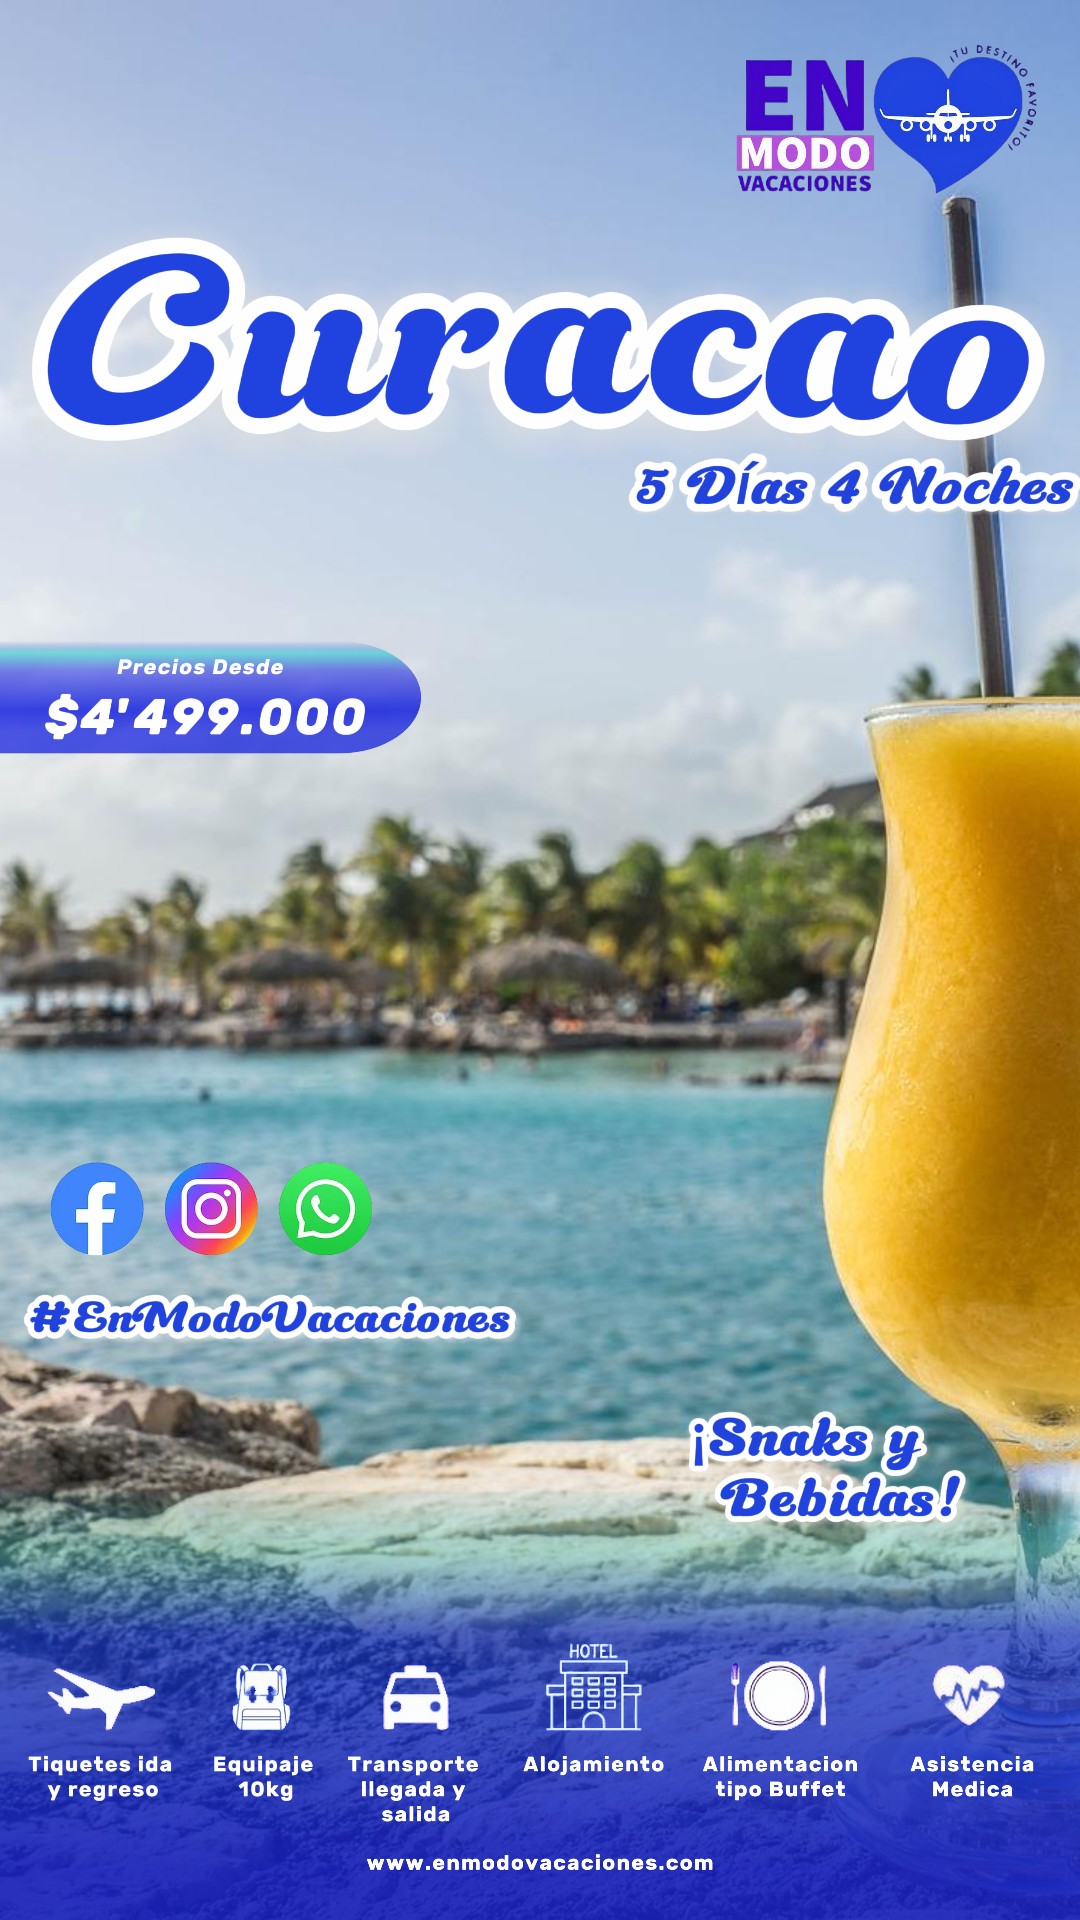 EN
MODO
VACACIONES
¡TU DESTINO FAVORITO!
Curacao
5 Días 4 Noches
Precios Desde
$4'499.000
#EnModoVacaciones
¡Snaks y
Bebidas!
HOTEL
Tiquetes ida
y regreso
Equipaje
10kg
Transporte
llegada y
salida
Alojamiento
Alimentacion
tipo Buffet
Asistencia
Medica
www.enmodovacaciones.com